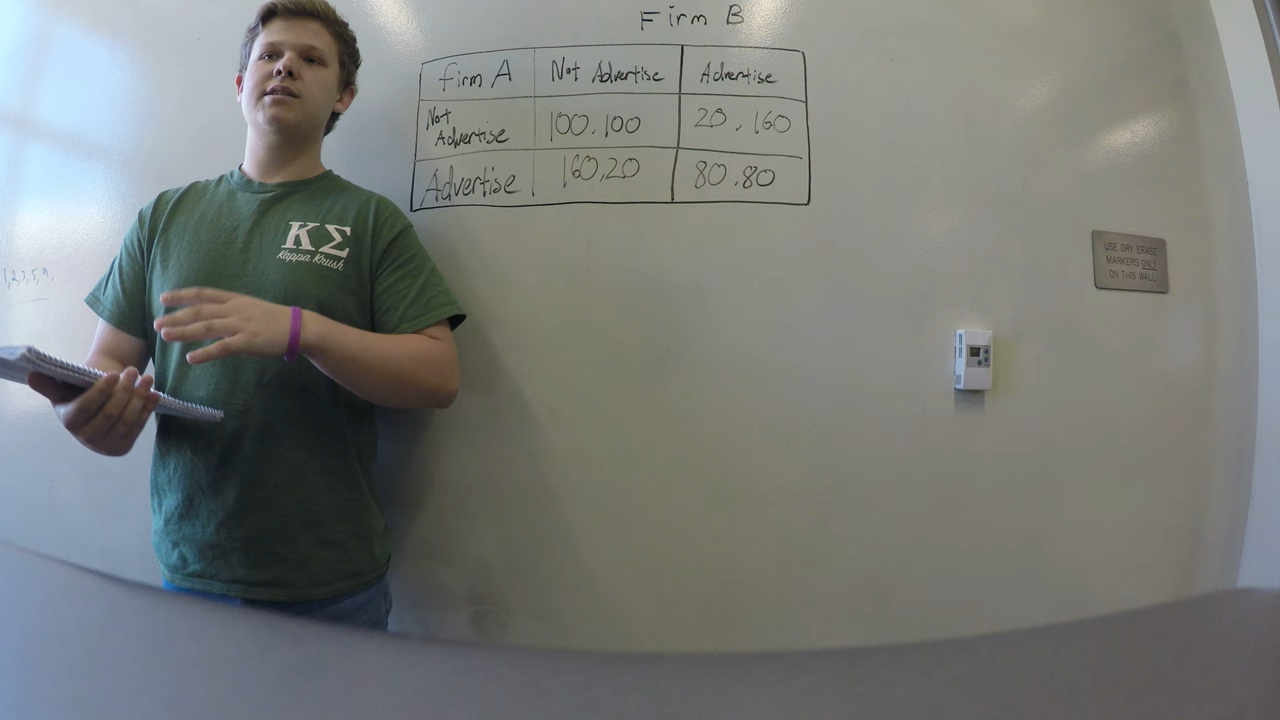 Firm B
Firm A Not Advertise Advertise
Not
Advertise 100,100 20,160
Advertise 160,20 80,80
ΚΣ
Kappa Krush
USE DRY ERASE
MARKERS ONLY
ON THIS WALL